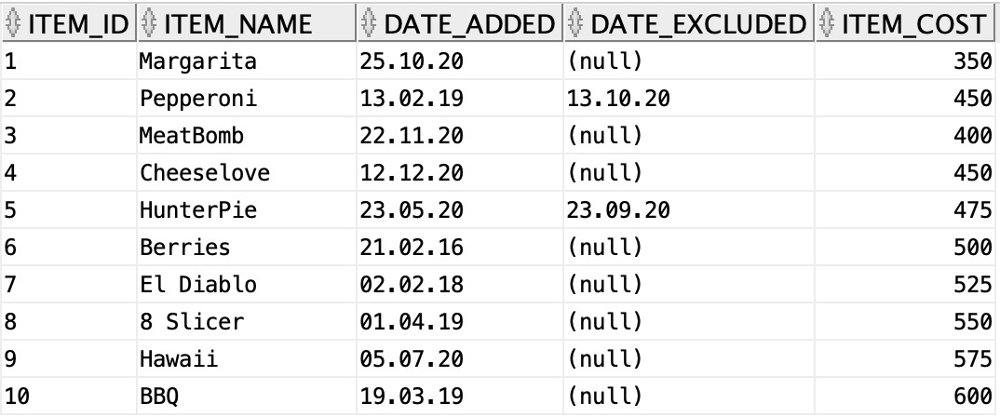 ITEM_ID ITEM_NAME DATE_ADDED DATE_EXCLUDED ITEM_COST
1 Margarita 25.10.20 (null) 350
2 Pepperoni 13.02.19 13.10.20 450
3 MeatBomb 22.11.20 (null) 400
4 Cheeselove 12.12.20 (null) 450
5 HunterPie 23.05.20 23.09.20 475
6 Berries 21.02.16 (null) 500
7 El Diablo 02.02.18 (null) 525
8 8 Slicer 01.04.19 (null) 550
9 Hawaii 05.07.20 (null) 575
10 BBQ 19.03.19 (null) 600